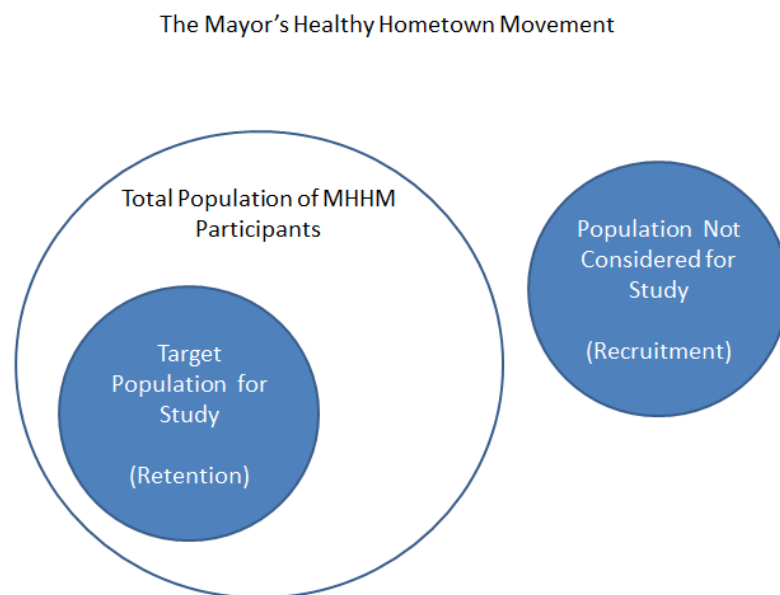 The Mayor’s Healthy Hometown Movement
Total Population of MHHM
Participants
Target
Population for
Study
(Retention)
Population Not
Considered for
Study
(Recruitment)